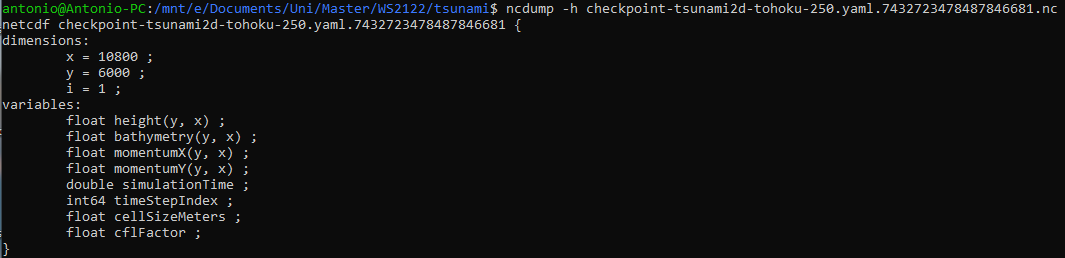 antonio@Antonio-PC:/mnt/e/Documents/Uni/Master/WS2122/tsunami$ ncdump -h checkpoint-tsunami2d-tohoku-250.yaml.7432723478487846681.nc
netcdf checkpoint-tsunami2d-tohoku-250.yaml.7432723478487846681 {
dimensions:
        x = 10800 ;
        y = 6000 ;
        i = 1 ;
variables:
        float height(y, x) ;
        float bathymetry(y, x) ;
        float momentumX(y, x) ;
        float momentumY(y, x) ;
        double simulationTime ;
        int64 timeStepIndex ;
        float cellSizeMeters ;
        float cflFactor ;
}